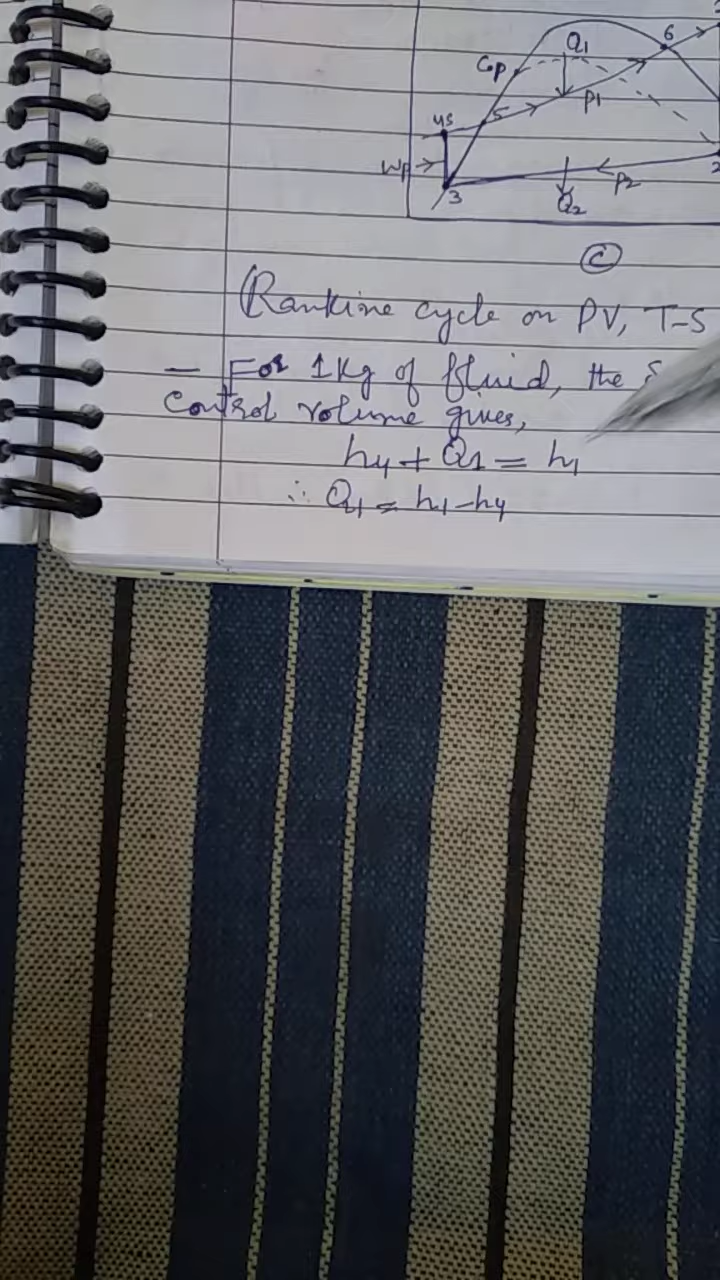 6
Q1
Cp
4s
5
P1
Wp
2
3
P2
Q2
C
(Rankine cycle on PV, T-S
- For 1kg of fluid, the
Control volume gives,
h4 + Q1 = h1
∴ Q1 = h1-h4